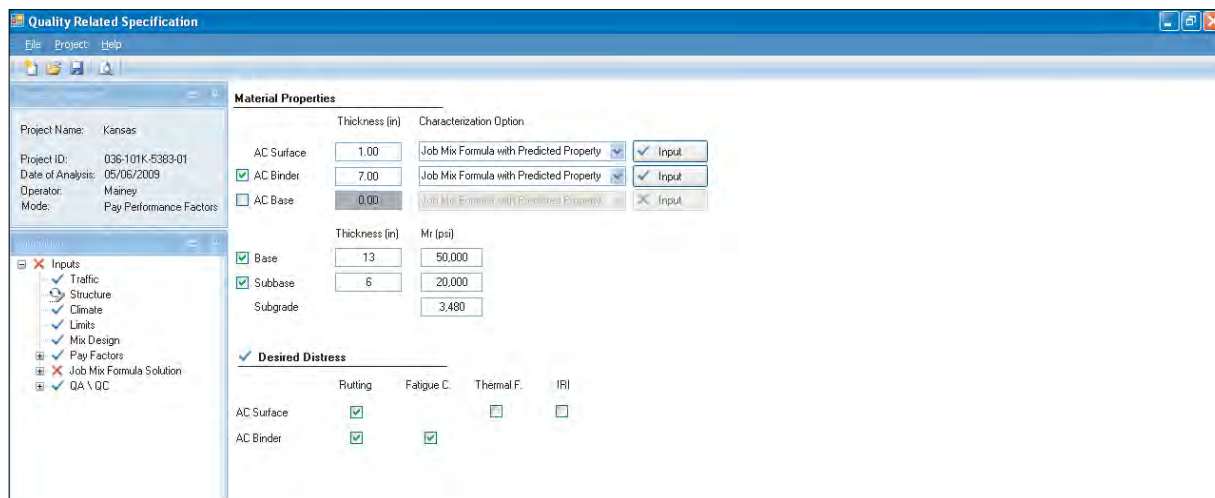 Quality Related Specification
File Project Help
Project Name: Kansas
Project ID: 036-101K-5383-01
Date of Analysis: 05/06/2009
Operator: Mainey
Mode: Pay Performance Factors
Inputs
Traffic
Structure
Climate
Limits
Mix Design
Pay Factors
Job Mix Formula Solution
QA \ QC
Material Properties
Thickness (in) Characterization Option
AC Surface 1.00 Job Mix Formula with Predicted Property Input
AC Binder 7.00 Job Mix Formula with Predicted Property Input
AC Base 0.00 Job Mix Formula with Predicted Property Input
Thickness (in) Mr (psi)
Base 13 50,000
Subbase 6 20,000
Subgrade 3,480
Desired Distress
Rutting Fatigue C. Thermal F. IRI
AC Surface
AC Binder